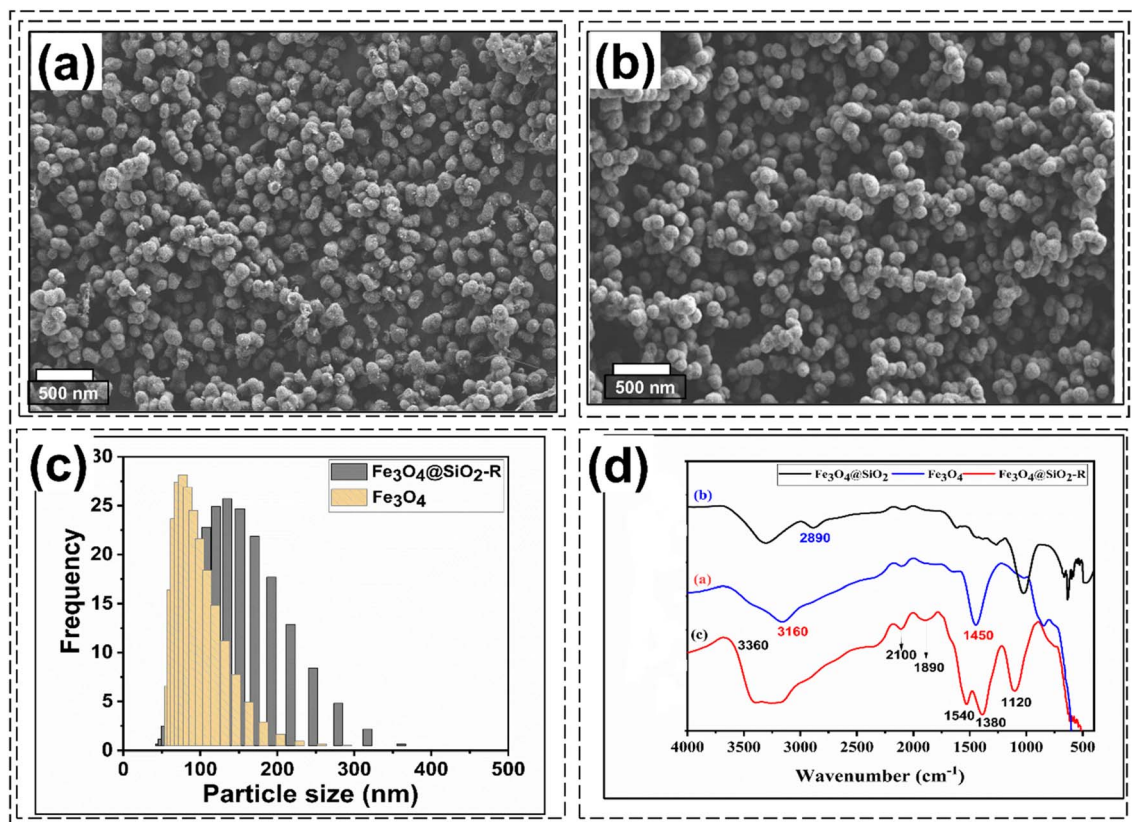 (a)
500 nm
(b)
500 nm
(c)
30
25
20
15
10
5
0
Frequency
Fe₃O₄@SiO₂-R
Fe₃O₄
0 100 200 300 400 500
Particle size (nm)
(d)
Fe₃O₄@SiO₂ Fe₃O₄ Fe₃O₄@SiO₂-R
(b)
2890
(a)
3160
1450
(c)
3360
2100
1890
1540
1380
1120
4000 3500 3000 2500 2000 1500 1000 500
Wavenumber (cm⁻¹)